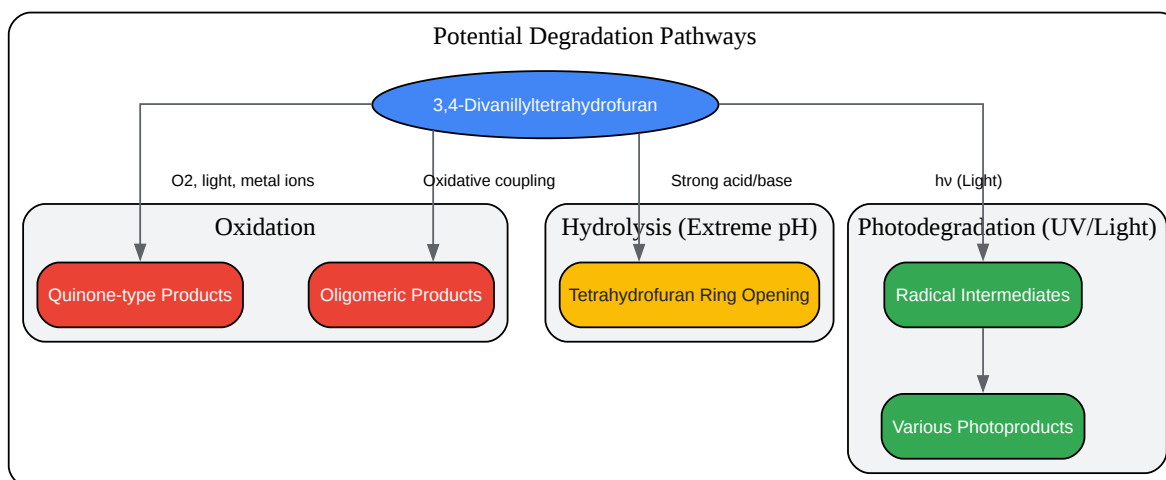 Potential Degradation Pathways
3,4-Divanillyltetrahydrofuran
O2, light, metal ions
Oxidative coupling
Strong acid/base
hν (Light)
Oxidation
Hydrolysis (Extreme pH)
Photodegradation (UV/Light)
Quinone-type Products
Oligomeric Products
Tetrahydrofuran Ring Opening
Radical Intermediates
Various Photoproducts